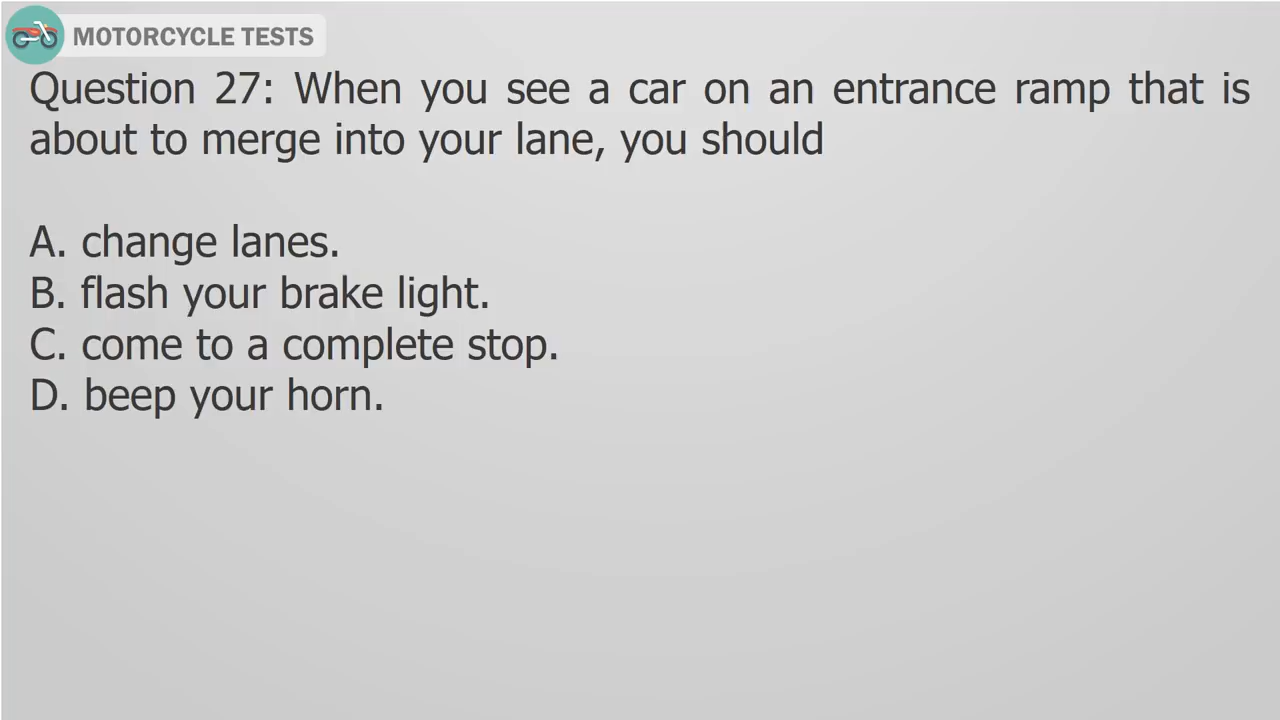 MOTORCYCLE TESTS
Question 27: When you see a car on an entrance ramp that is
about to merge into your lane, you should
A. change lanes.
B. flash your brake light.
C. come to a complete stop.
D. beep your horn.